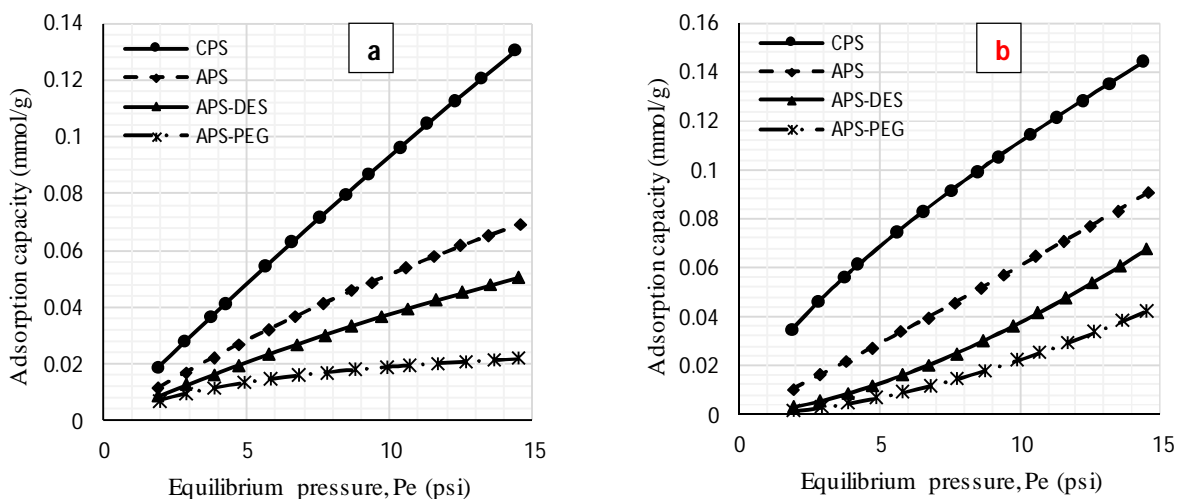 0.14
0.12
0.1
0.08
0.06
0.04
0.02
0
Adsorption capacity (mmol/g)
CPS
APS
APS-DES
APS-PEG
a
0 5 10 15
Equilibrium pressure, Pe (psi)
0.16
0.14
0.12
0.1
0.08
0.06
0.04
0.02
0
Adsorption capacity (mmol/g)
CPS
APS
APS-DES
APS-PEG
b
0 5 10 15
Equilibrium pressure, Pe (psi)